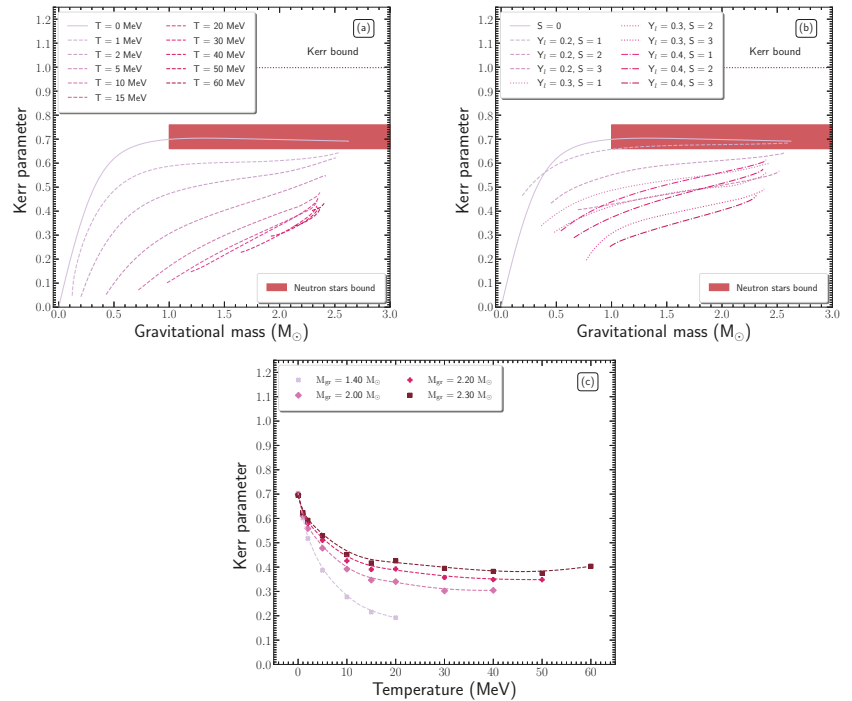 (a)
T = 0 MeV
T = 1 MeV
T = 2 MeV
T = 5 MeV
T = 10 MeV
T = 15 MeV
T = 20 MeV
T = 30 MeV
T = 40 MeV
T = 50 MeV
T = 60 MeV
Kerr bound
Neutron stars bound
Kerr parameter
1.2
1.1
1.0
0.9
0.8
0.7
0.6
0.5
0.4
0.3
0.2
0.1
0.0
0.0 0.5 1.0 1.5 2.0 2.5 3.0
Gravitational mass (M⊙)
(b)
S = 0
Y_l = 0.2, S = 1
Y_l = 0.2, S = 2
Y_l = 0.2, S = 3
Y_l = 0.3, S = 1
Y_l = 0.3, S = 2
Y_l = 0.3, S = 3
Y_l = 0.4, S = 1
Y_l = 0.4, S = 2
Y_l = 0.4, S = 3
Kerr bound
Neutron stars bound
Kerr parameter
1.2
1.1
1.0
0.9
0.8
0.7
0.6
0.5
0.4
0.3
0.2
0.1
0.0
0.0 0.5 1.0 1.5 2.0 2.5 3.0
Gravitational mass (M⊙)
(c)
M_gr = 1.40 M⊙
M_gr = 2.00 M⊙
M_gr = 2.20 M⊙
M_gr = 2.30 M⊙
Kerr parameter
1.2
1.1
1.0
0.9
0.8
0.7
0.6
0.5
0.4
0.3
0.2
0.1
0.0
0 10 20 30 40 50 60
Temperature (MeV)